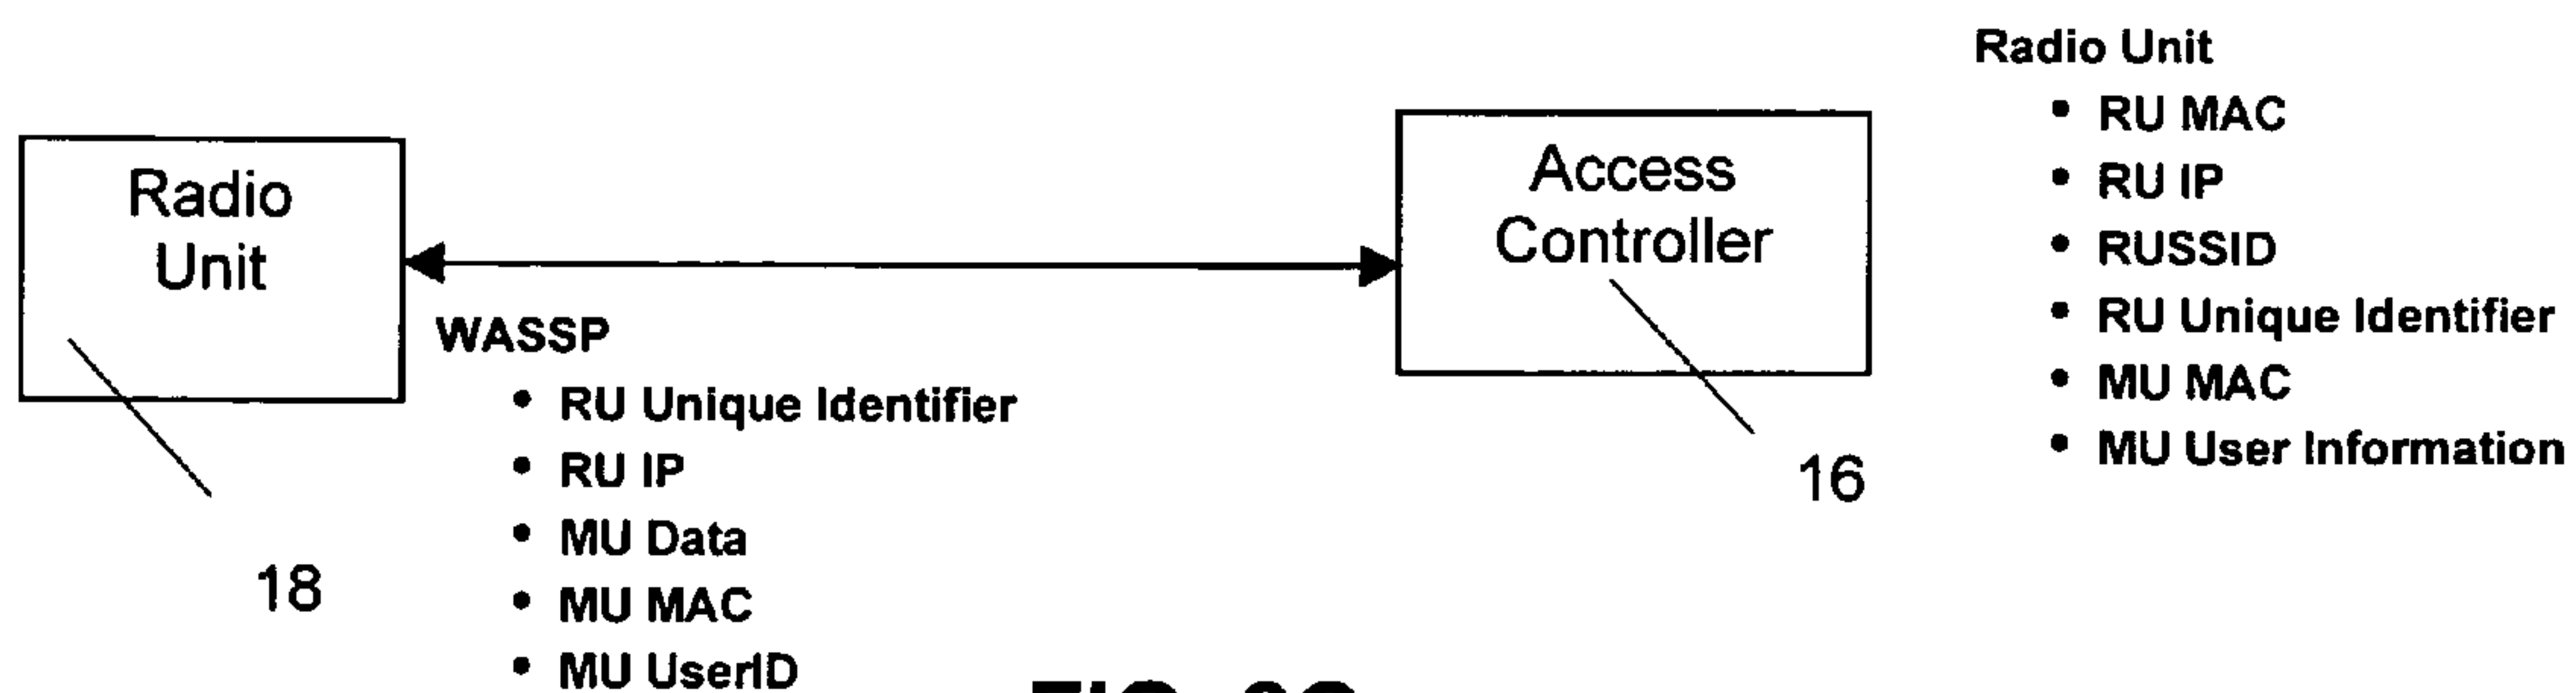 Radio
Unit
18
WASSP
• RU Unique Identifier
• RU IP
• MU Data
• MU MAC
• MU UserID
Access
Controller
16
Radio Unit
• RU MAC
• RU IP
• RUSSID
• RU Unique Identifier
• MU MAC
• MU User Information